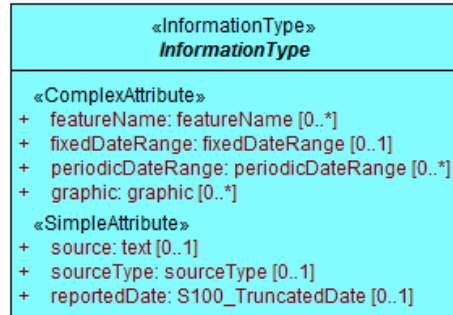 «InformationType»
InformationType
«ComplexAttribute»
+ featureName: featureName [0..*]
+ fixedDateRange: fixedDateRange [0..1]
+ periodicDateRange: periodicDateRange [0..*]
+ graphic: graphic [0..*]
«SimpleAttribute»
+ source: text [0..1]
+ sourceType: sourceType [0..1]
+ reportedDate: S100_TruncatedDate [0..1]